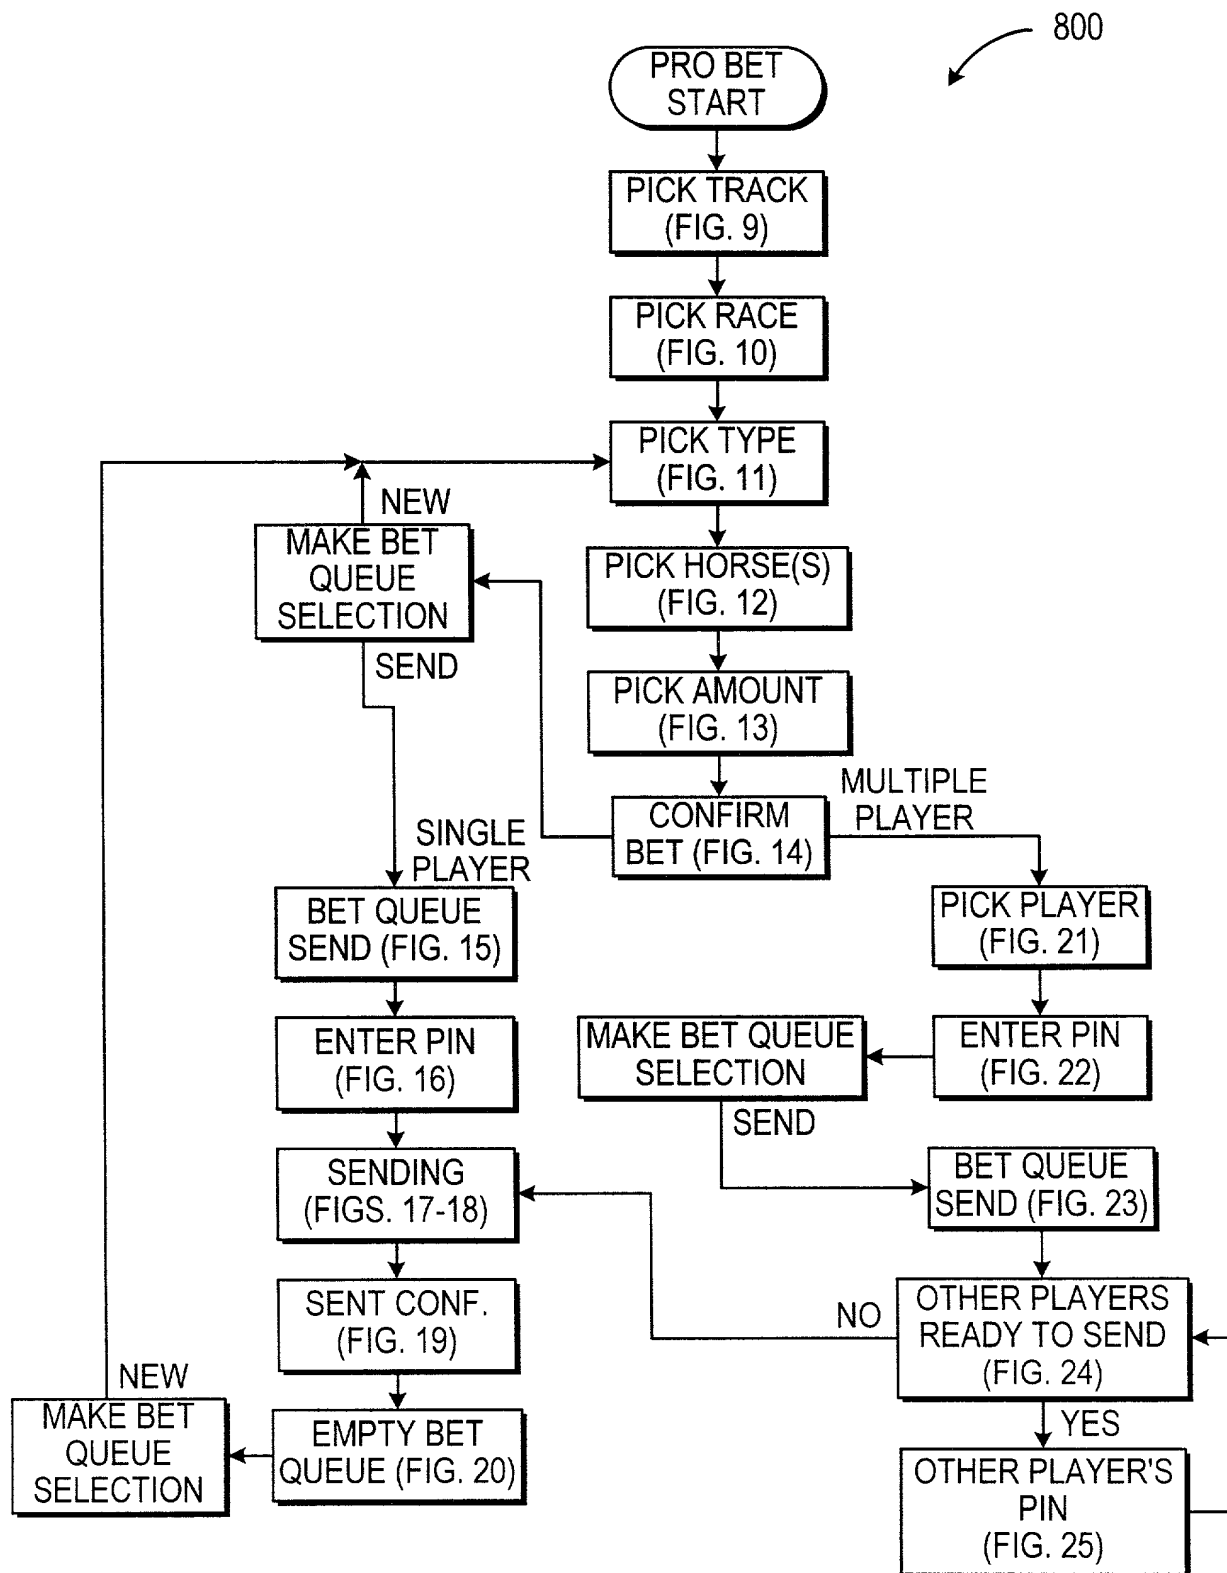 800
PRO BET
START
PICK TRACK
(FIG. 9)
PICK RACE
(FIG. 10)
PICK TYPE
(FIG. 11)
NEW
MAKE BET
QUEUE
SELECTION
SEND
PICK HORSE(S)
(FIG. 12)
PICK AMOUNT
(FIG. 13)
CONFIRM
BET (FIG. 14)
MULTIPLE
PLAYER
SINGLE
PLAYER
BET QUEUE
SEND (FIG. 15)
PICK PLAYER
(FIG. 21)
ENTER PIN
(FIG. 16)
MAKE BET QUEUE
SELECTION
ENTER PIN
(FIG. 22)
SEND
SENDING
(FIGS. 17-18)
BET QUEUE
SEND (FIG. 23)
SENT CONF.
(FIG. 19)
NO
OTHER PLAYERS
READY TO SEND
(FIG. 24)
NEW
MAKE BET
QUEUE
SELECTION
EMPTY BET
QUEUE (FIG. 20)
YES
OTHER PLAYER'S
PIN
(FIG. 25)